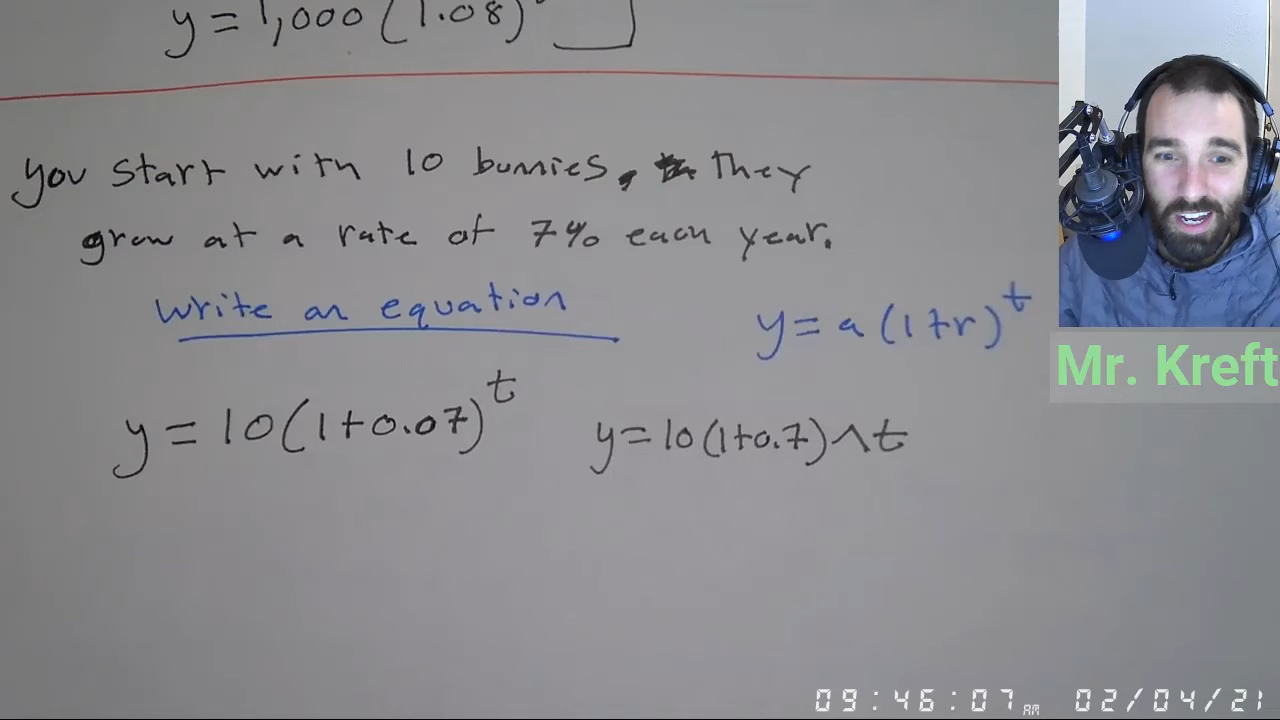 y = 1,000 (1.08)
you start with 10 bunnies. They
grow at a rate of 7% each year.
write an equation
y = a (1+r)^t
y = 10(1+0.07)^t
y = 10(1+0.7)^t
Mr. Kreft
09:46:07 AM 02/04/21